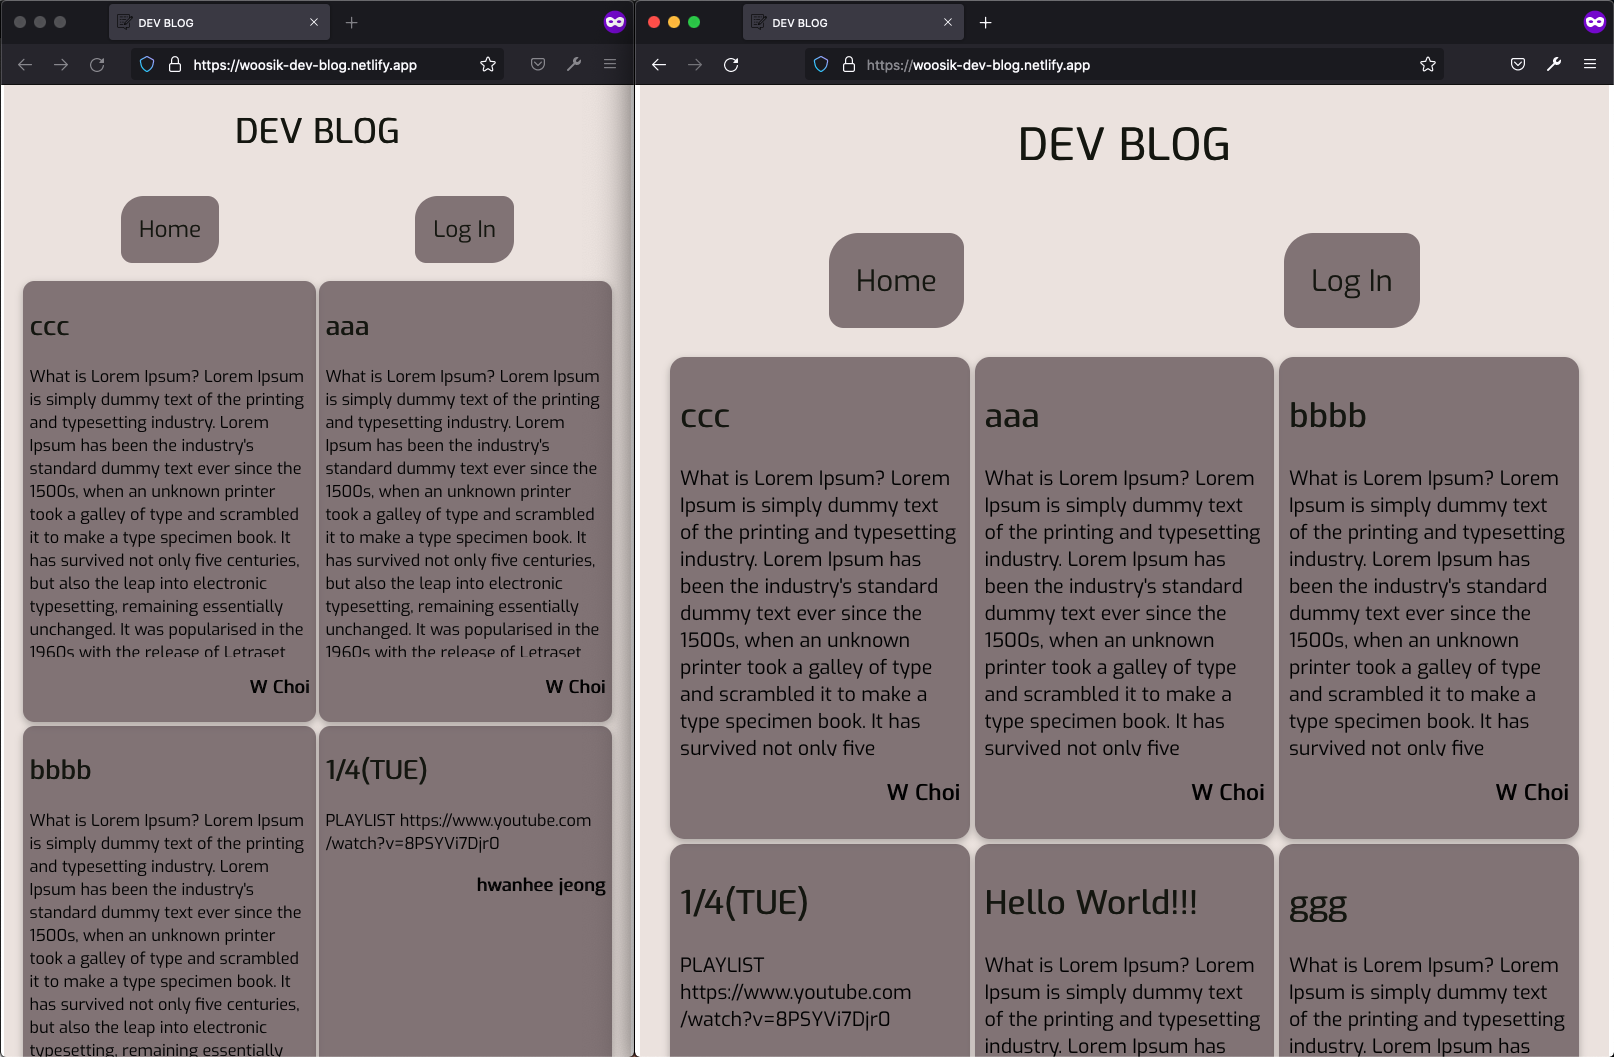 DEV BLOG
https://woosik-dev-blog.netlify.app
DEV BLOG
Home
Log In
ccc
What is Lorem Ipsum? Lorem Ipsum
is simply dummy text of the printing
and typesetting industry. Lorem
Ipsum has been the industry's
standard dummy text ever since the
1500s, when an unknown printer
took a galley of type and scrambled
it to make a type specimen book. It
has survived not only five centuries,
but also the leap into electronic
typesetting, remaining essentially
unchanged. It was popularised in the
1960s with the release of Letraset
W Choi
aaa
What is Lorem Ipsum? Lorem Ipsum
is simply dummy text of the printing
and typesetting industry. Lorem
Ipsum has been the industry's
standard dummy text ever since the
1500s, when an unknown printer
took a galley of type and scrambled
it to make a type specimen book. It
has survived not only five centuries,
but also the leap into electronic
typesetting, remaining essentially
unchanged. It was popularised in the
1960s with the release of Letraset
W Choi
bbbb
What is Lorem Ipsum? Lorem Ipsum
is simply dummy text of the printing
and typesetting industry. Lorem
Ipsum has been the industry's
standard dummy text ever since the
1500s, when an unknown printer
took a galley of type and scrambled
it to make a type specimen book. It
has survived not only five centuries,
but also the leap into electronic
typesetting, remaining essentially
1/4(TUE)
PLAYLIST https://www.youtube.com
/watch?v=8PSYVi7Djr0
hwanhee jeong
DEV BLOG
https://woosik-dev-blog.netlify.app
DEV BLOG
Home
Log In
ccc
What is Lorem Ipsum? Lorem
Ipsum is simply dummy text
of the printing and typesetting
industry. Lorem Ipsum has
been the industry's standard
dummy text ever since the
1500s, when an unknown
printer took a galley of type
and scrambled it to make a
type specimen book. It has
survived not only five
W Choi
aaa
What is Lorem Ipsum? Lorem
Ipsum is simply dummy text
of the printing and typesetting
industry. Lorem Ipsum has
been the industry's standard
dummy text ever since the
1500s, when an unknown
printer took a galley of type
and scrambled it to make a
type specimen book. It has
survived not only five
W Choi
bbbb
What is Lorem Ipsum? Lorem
Ipsum is simply dummy text
of the printing and typesetting
industry. Lorem Ipsum has
been the industry's standard
dummy text ever since the
1500s, when an unknown
printer took a galley of type
and scrambled it to make a
type specimen book. It has
survived not only five
W Choi
1/4(TUE)
PLAYLIST
https://www.youtube.com
/watch?v=8PSYVi7Djr0
Hello World!!!
What is Lorem Ipsum? Lorem
Ipsum is simply dummy text
of the printing and typesetting
industry. Lorem Ipsum has
ggg
What is Lorem Ipsum? Lorem
Ipsum is simply dummy text
of the printing and typesetting
industry. Lorem Ipsum has